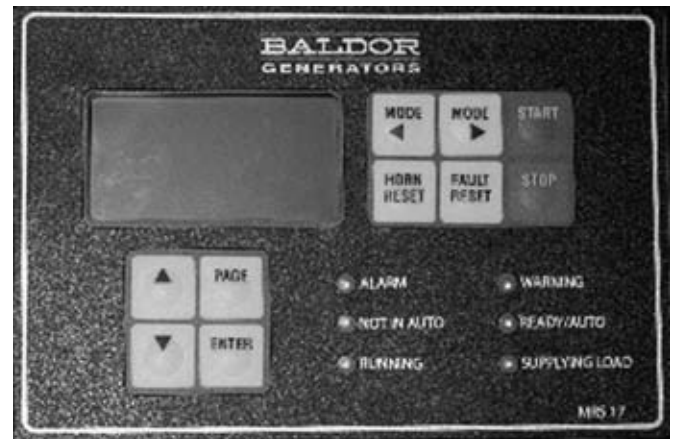 BALDOR
GENERATORS
MODE
MODE
START
HORN
RESET
FAULT
RESET
STOP
PAGE
ENTER
ALARM
WARNING
NOT IN AUTO
READY/AUTO
RUNNING
SUPPLYING LOAD
MRS 17